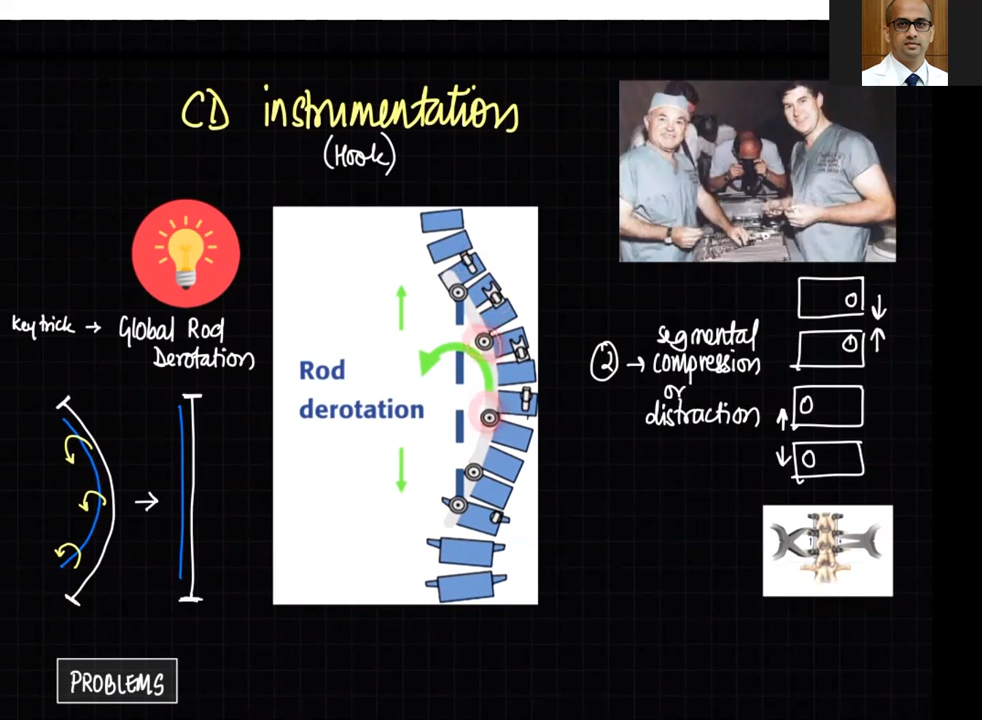 CD instrumentation
(Hook)
Key trick → Global Rod
Derotation
Rod
derotation
② → segmental
compression
or
distraction
PROBLEMS